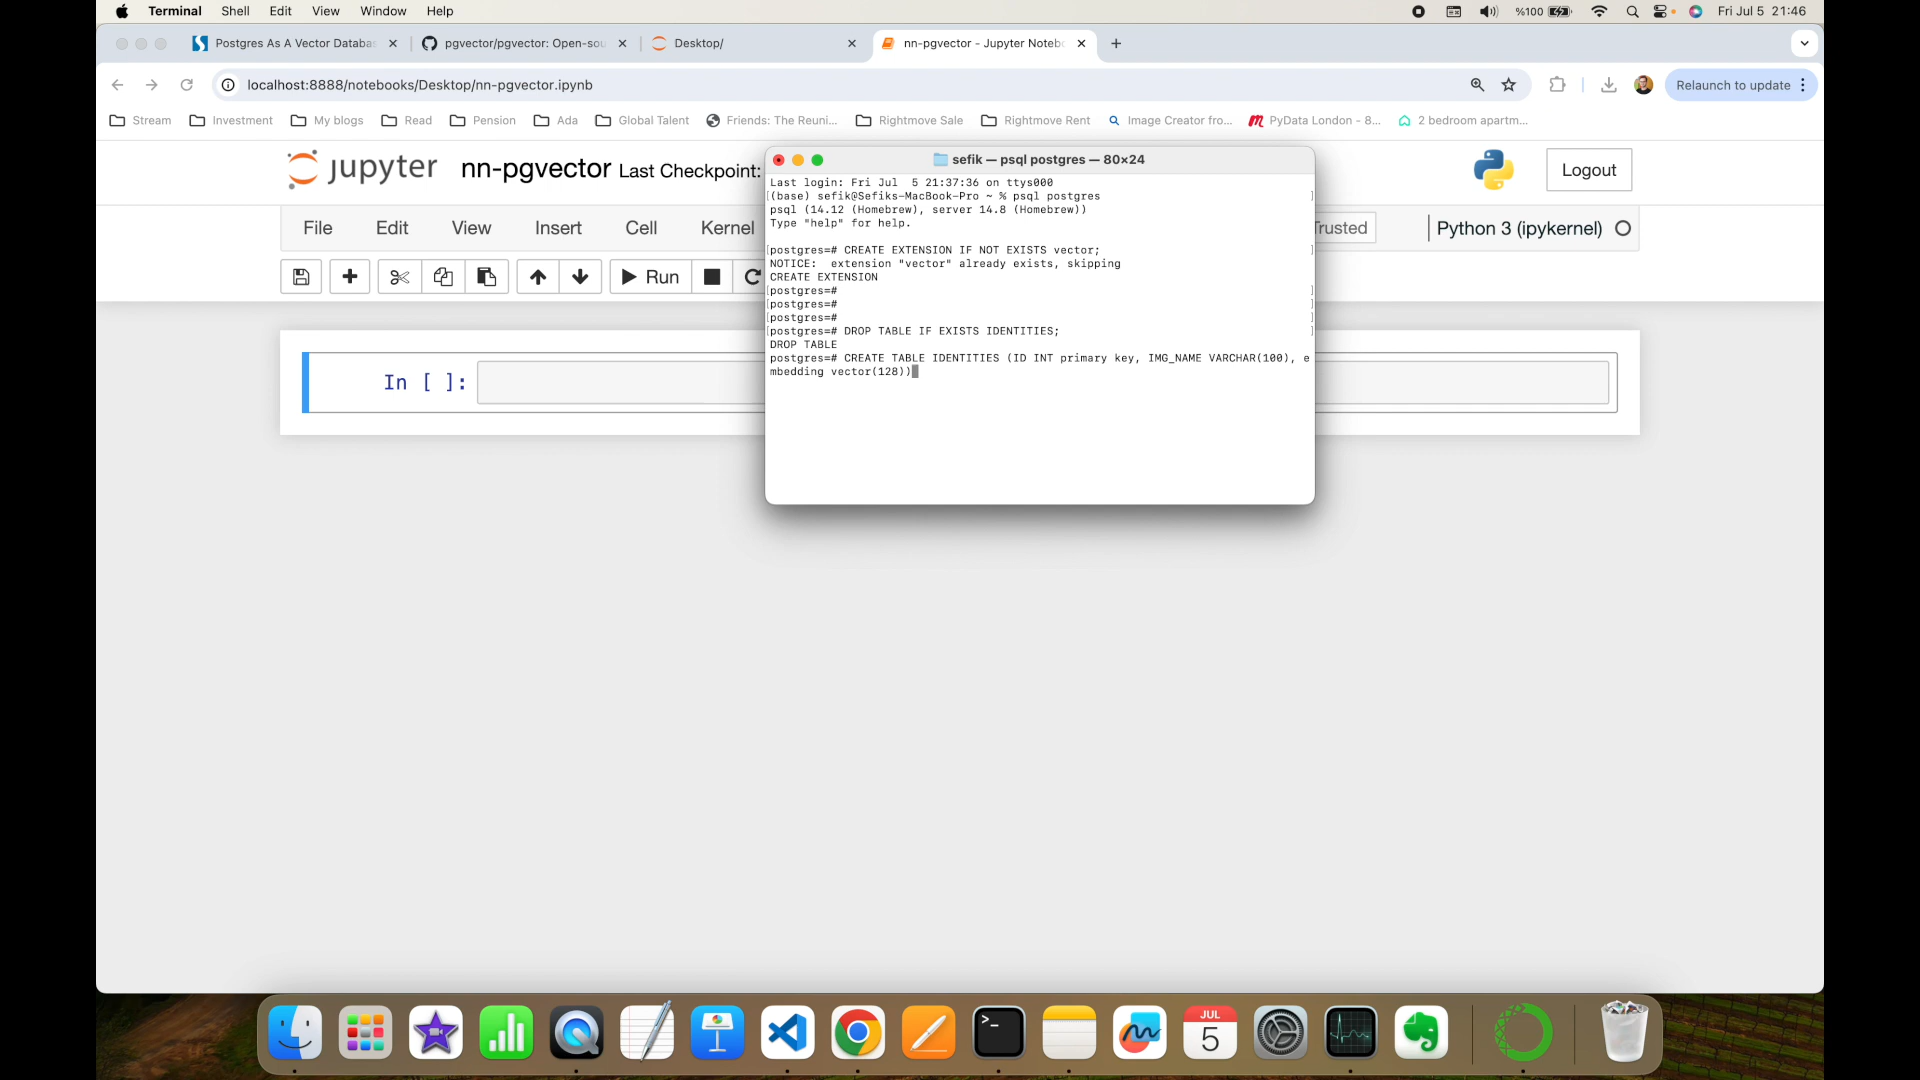 Terminal Shell Edit View Window Help %100 Fri Jul 5 21:46
Postgres As A Vector Databas pgvector/pgvector: Open-sou Desktop/ nn-pgvector - Jupyter Notebo
localhost:8888/notebooks/Desktop/nn-pgvector.ipynb Relaunch to update
Stream Investment My blogs Read Pension Ada Global Talent Friends: The Reuni... Rightmove Sale Rightmove Rent Image Creator fro... PyData London - 8... 2 bedroom apartm...
jupyter nn-pgvector Last Checkpoint: Logout
File Edit View Insert Cell Kernel Trusted Python 3 (ipykernel)
Run
In [ ]:
sefik — psql postgres — 80×24
Last login: Fri Jul  5 21:37:36 on ttys000
[(base) sefik@Sefiks-MacBook-Pro ~ % psql postgres ]
psql (14.12 (Homebrew), server 14.8 (Homebrew))
Type "help" for help.
[postgres=# CREATE EXTENSION IF NOT EXISTS vector; ]
NOTICE:  extension "vector" already exists, skipping
CREATE EXTENSION
[postgres=# ]
[postgres=# ]
[postgres=# ]
[postgres=# DROP TABLE IF EXISTS IDENTITIES; ]
DROP TABLE
postgres=# CREATE TABLE IDENTITIES (ID INT primary key, IMG_NAME VARCHAR(100), e
mbedding vector(128))
JUL
5